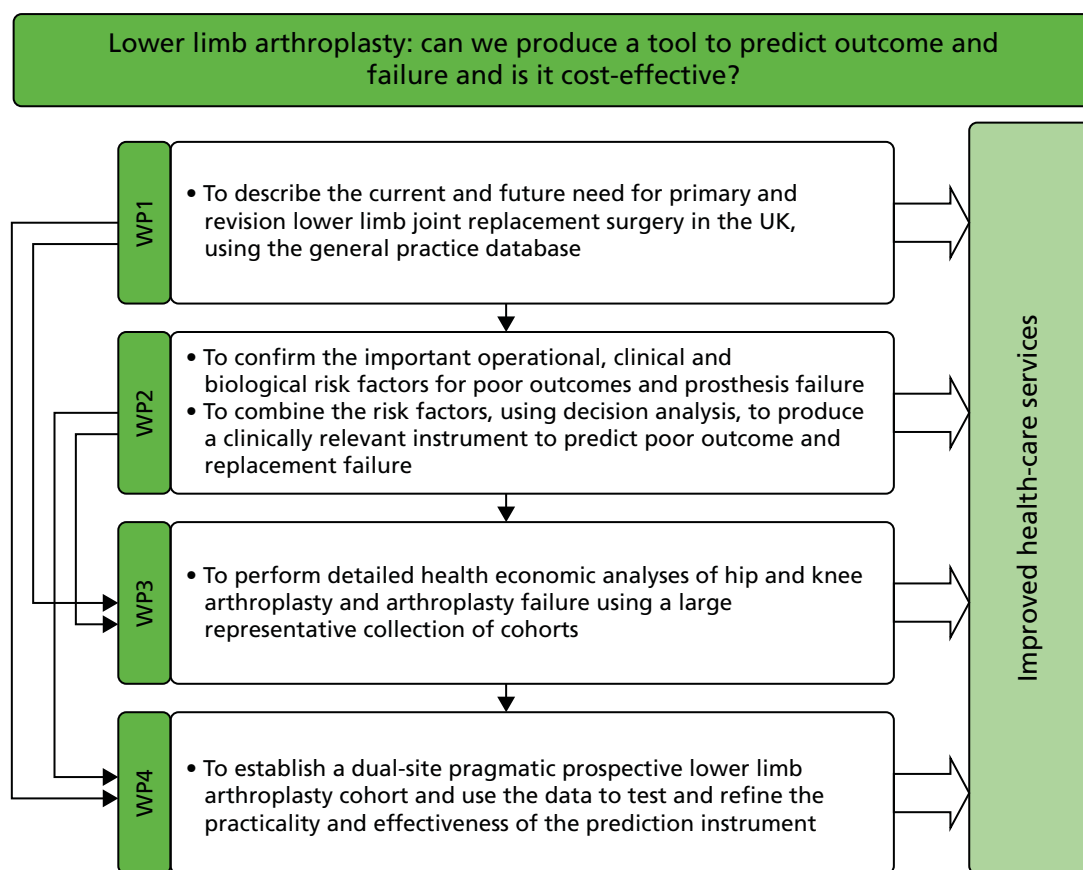 Lower limb arthroplasty: can we produce a tool to predict outcome and
failure and is it cost-effective?
WP1
• To describe the current and future need for primary and
revision lower limb joint replacement surgery in the UK,
using the general practice database
WP2
• To confirm the important operational, clinical and
biological risk factors for poor outcomes and prosthesis failure
• To combine the risk factors, using decision analysis, to produce
a clinically relevant instrument to predict poor outcome and
replacement failure
WP3
• To perform detailed health economic analyses of hip and knee
arthroplasty and arthroplasty failure using a large
representative collection of cohorts
WP4
• To establish a dual-site pragmatic prospective lower limb
arthroplasty cohort and use the data to test and refine the
practicality and effectiveness of the prediction instrument
Improved health-care services